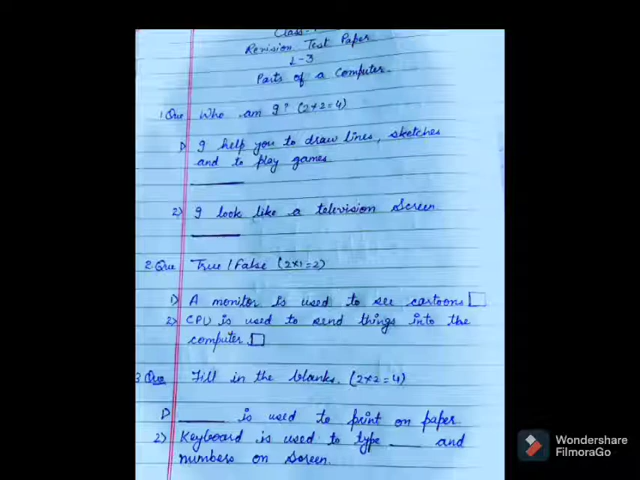 Class-
Revision Test Paper
L-3
Parts of a Computer.
1 Que Who am I? (2×2=4)
1) I help you to draw lines, sketches
and to play games
2) I look like a television Screen
2 Que True/False (2×1=2)
1) A monitor is used to see cartoons
2) CPU is used to send things into the
computer.
3 Que Fill in the blanks. (2×2=4)
1) ______ is used to print on paper
2) Keyboard is used to type ____ and
numbers on Screen.
Wondershare
FilmoraGo